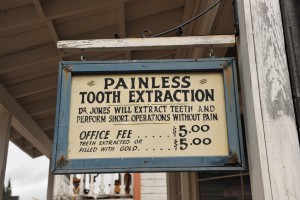 PAINLESS
TOOTH EXTRACTION
DR. JONES WILL EXTRACT TEETH AND
PERFORM SHORT OPERATIONS WITHOUT PAIN.
OFFICE FEE ...... $5.00
TEETH EXTRACTED OR
FILLED WITH GOLD ..... $5.00